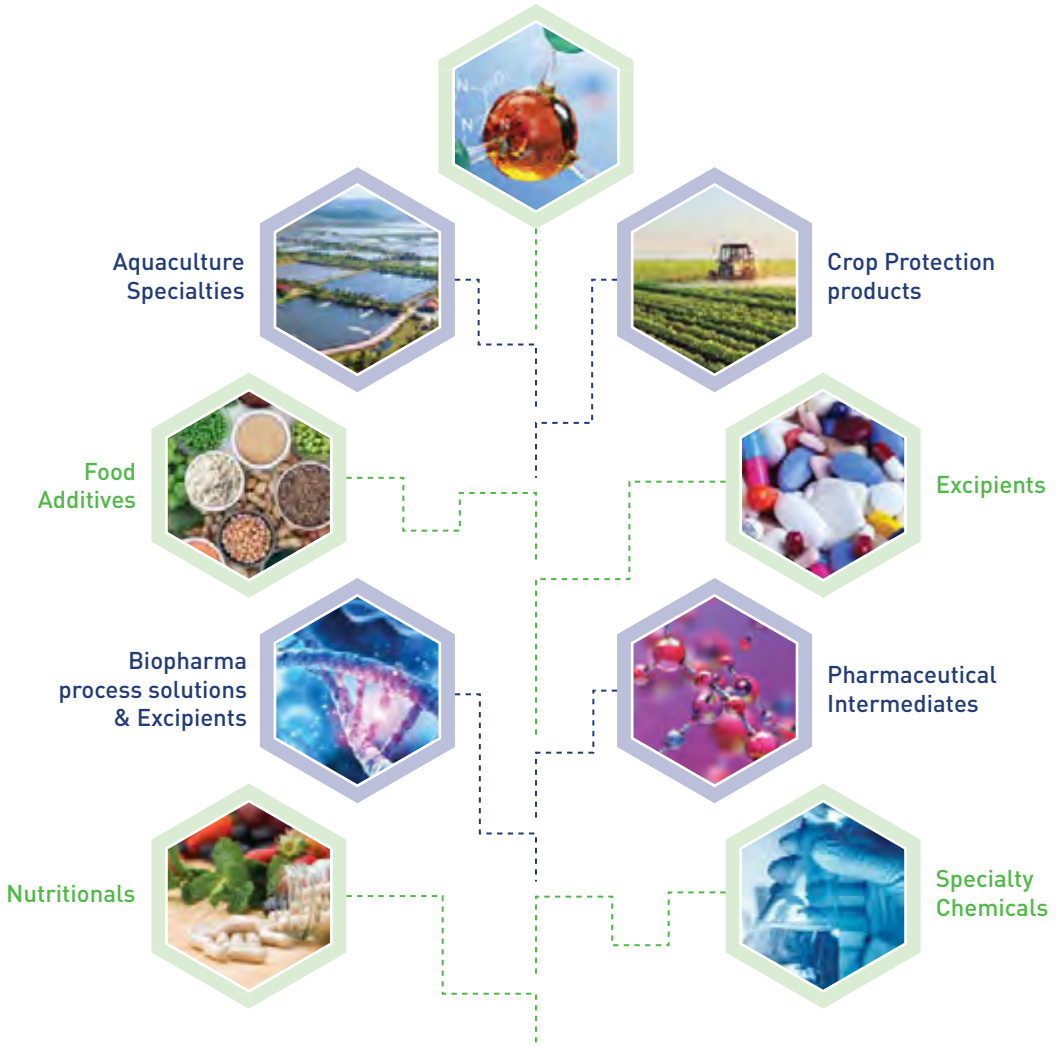 N
O
N
N
Aquaculture
Specialties
Crop Protection
products
Food
Additives
Excipients
Biopharma
process solutions
& Excipients
Pharmaceutical
Intermediates
Nutritionals
Specialty
Chemicals